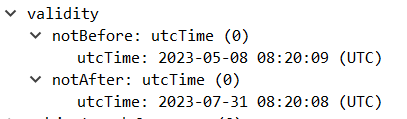 validity
notBefore: utcTime (0)
utcTime: 2023-05-08 08:20:09 (UTC)
notAfter: utcTime (0)
utcTime: 2023-07-31 08:20:08 (UTC)